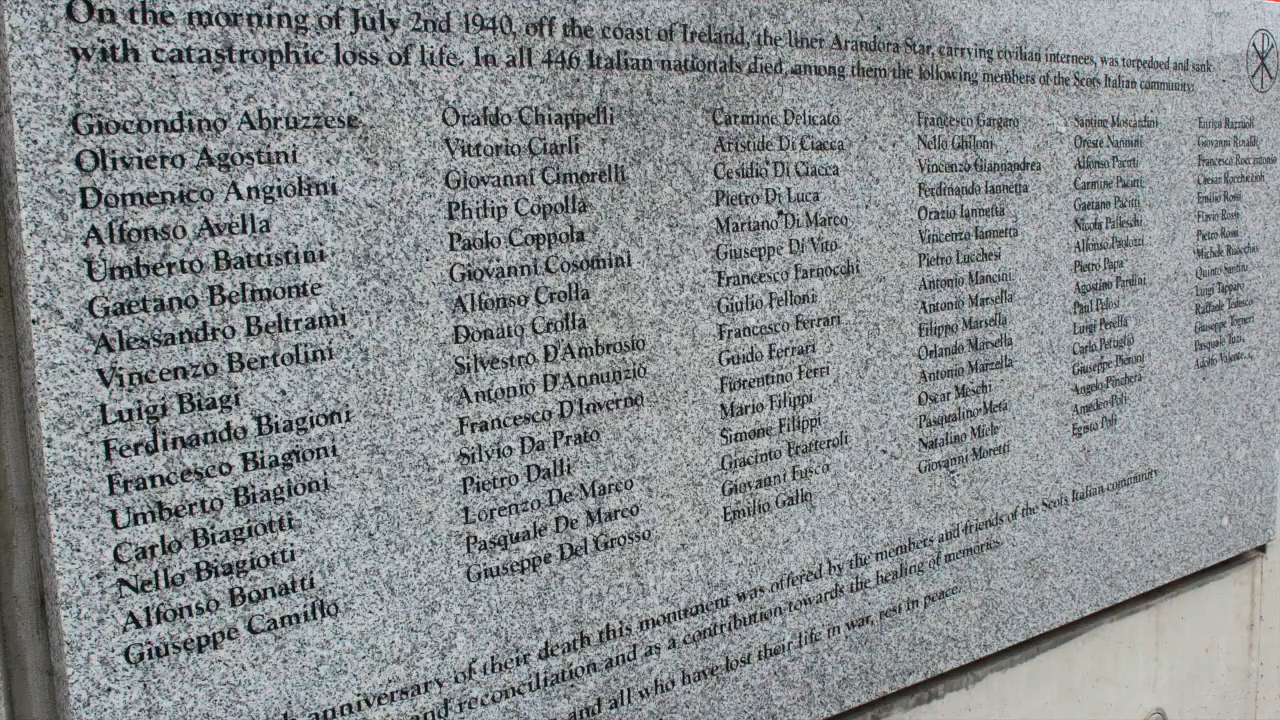 On the morning of July 2nd 1940, off the coast of Ireland, the liner Arandora Star, carrying civilian internees, was torpedoed and sank
with catastrophic loss of life. In all 446 Italian nationals died, among them the following members of the Scots Italian community:
Giocondino Abruzzese
Oliviero Agostini
Domenico Angiolini
Alfonso Avella
Umberto Battistini
Gaetano Belmonte
Alessandro Beltrami
Vincenzo Bertolini
Luigi Biagi
Ferdinando Biagioni
Francesco Biagioni
Umberto Biagioni
Carlo Biagiotti
Nello Biagiotti
Alfonso Bonatti
Giuseppe Camillo
Oraldo Chiappelli
Vittorio Ciarli
Giovanni Cimorelli
Philip Copolla
Paolo Coppola
Giovanni Cosomini
Alfonso Crolla
Donato Crolla
Silvestro D'Ambrosio
Antonio D'Annunzio
Francesco D'Inverno
Silvio Da Prato
Pietro Dalli
Lorenzo De Marco
Pasquale De Marco
Giuseppe Del Grosso
Carmine Delicato
Aristide Di Ciacca
Cesidio Di Ciacca
Pietro Di Luca
Mariano Di Marco
Giuseppe Di Vito
Francesco Farnocchi
Giulio Felloni
Francesco Ferrari
Guido Ferrari
Fiorentino Ferri
Mario Filippi
Simone Filippi
Giacinto Fratteroli
Giovanni Fusco
Emilio Gallo
Francesco Gargaro
Nello Ghiloni
Vincenzo Giannandrea
Ferdinando Iannetta
Orazio Iannetta
Vincenzo Iannetta
Pietro Lucchesi
Antonio Mancini
Antonio Marsella
Filippo Marsella
Orlando Marsella
Antonio Marzella
Oscar Meschi
Pasqualino Meta
Natalino Micle
Giovanni Moretti
Santino Moscardini
Oreste Nannini
Alfonso Pacitti
Carmine Pacitti
Gaetano Pacitti
Nicola Palleschi
Alfonso Paolozzi
Pietro Papa
Agostino Pardini
Paul Pelosi
Luigi Perella
Carlo Petuglio
Giuseppe Pieroni
Angelo Pinchera
Amedeo Poli
Egisto Poli
Enrico Razzuoli
Giovanni Rinaldi
Francesco Roccantonio
Caesar Rocchiccioli
Emilio Rossi
Flavio Rossi
Pietro Rossi
Quinto Santini
Luigi Tapparo
Raffaele Tedesco
Giuseppe Togneri
anniversary of their death this monument was offered by the members and friends of the Scots Italian community
and reconciliation and as a contribution towards the healing of memories.
and all who have lost their life in war, rest in peace.